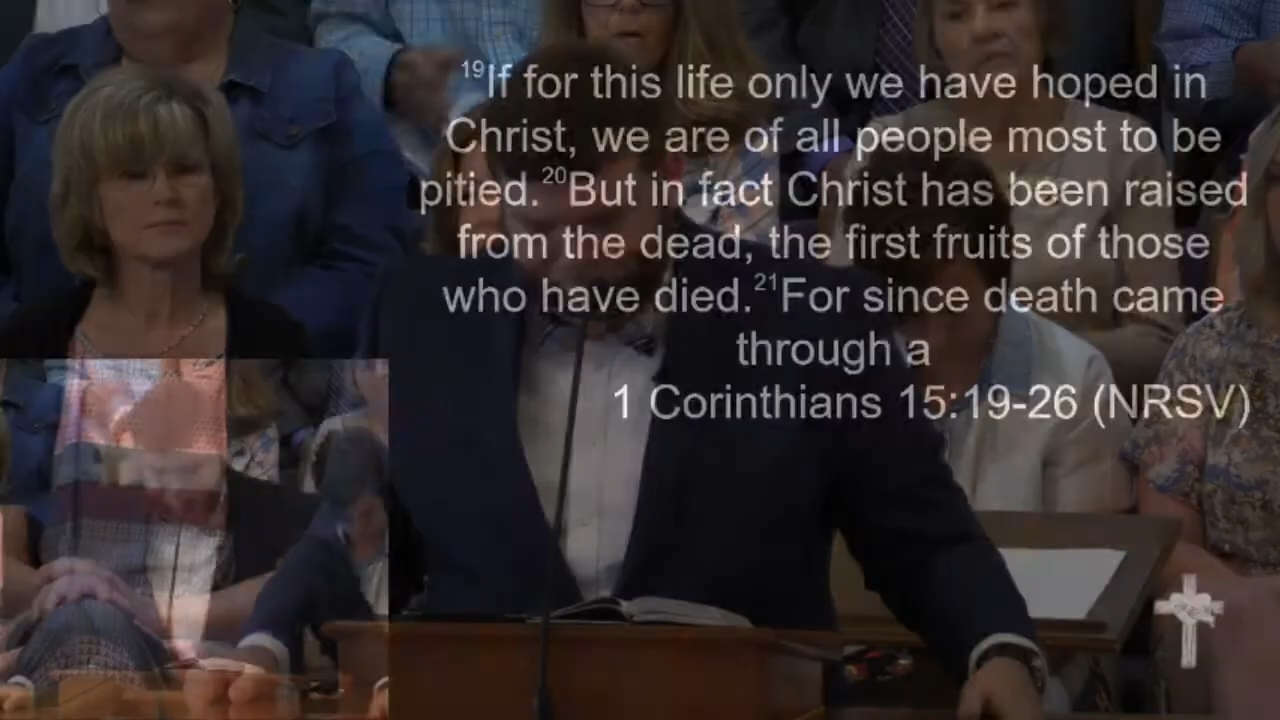 ¹⁹If for this life only we have hoped in
Christ, we are of all people most to be
pitied.²⁰But in fact Christ has been raised
from the dead, the first fruits of those
who have died.²¹For since death came
through a
1 Corinthians 15:19-26 (NRSV)